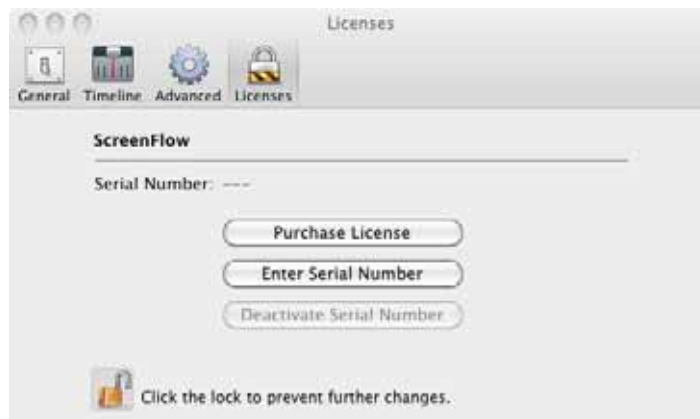 Licenses
General Timeline Advanced Licenses
ScreenFlow
Serial Number: ---
Purchase License
Enter Serial Number
Deactivate Serial Number
Click the lock to prevent further changes.